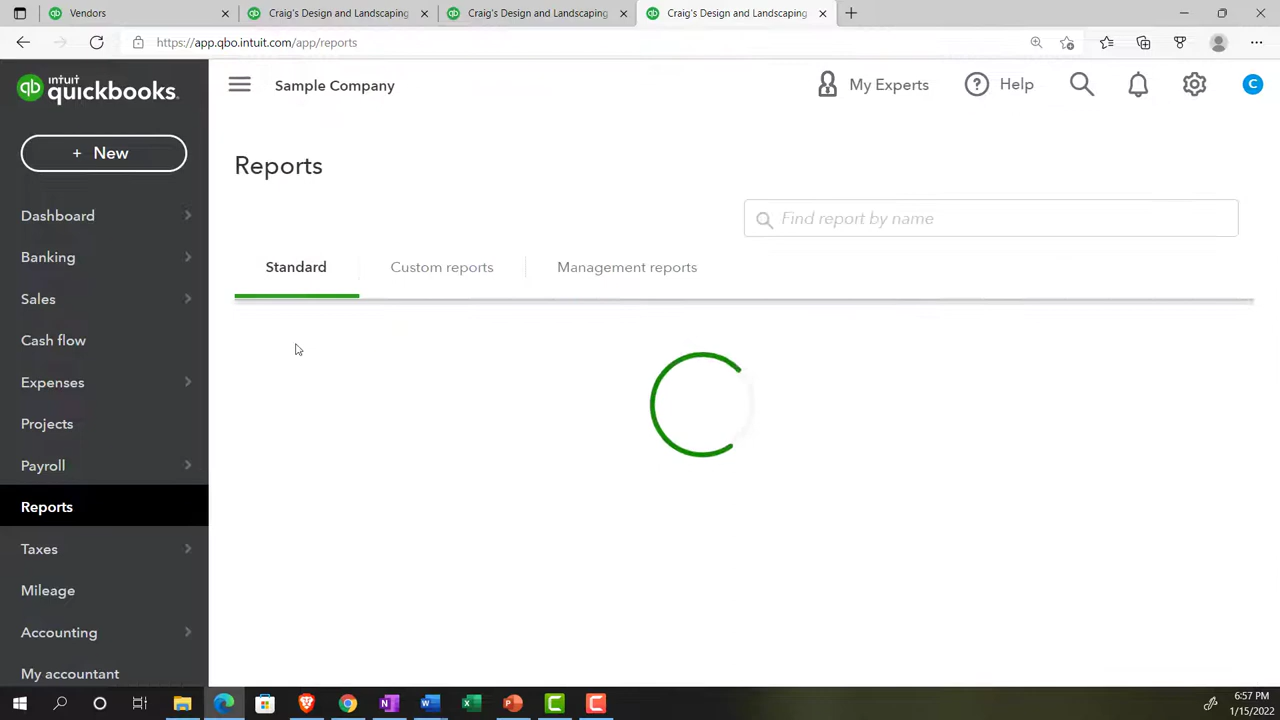 Vendors
Craig's Design and Landscaping
Craig's Design and Landscaping
Craig's Design and Landscaping
https://app.qbo.intuit.com/app/reports
intuit
quickbooks.
qb
Sample Company
My Experts
Help
C
+ New
Reports
Dashboard
Find report by name
Banking
Standard
Custom reports
Management reports
Sales
Cash flow
Expenses
Projects
Payroll
Reports
Taxes
Mileage
Accounting
My accountant
6:57 PM
1/15/2022